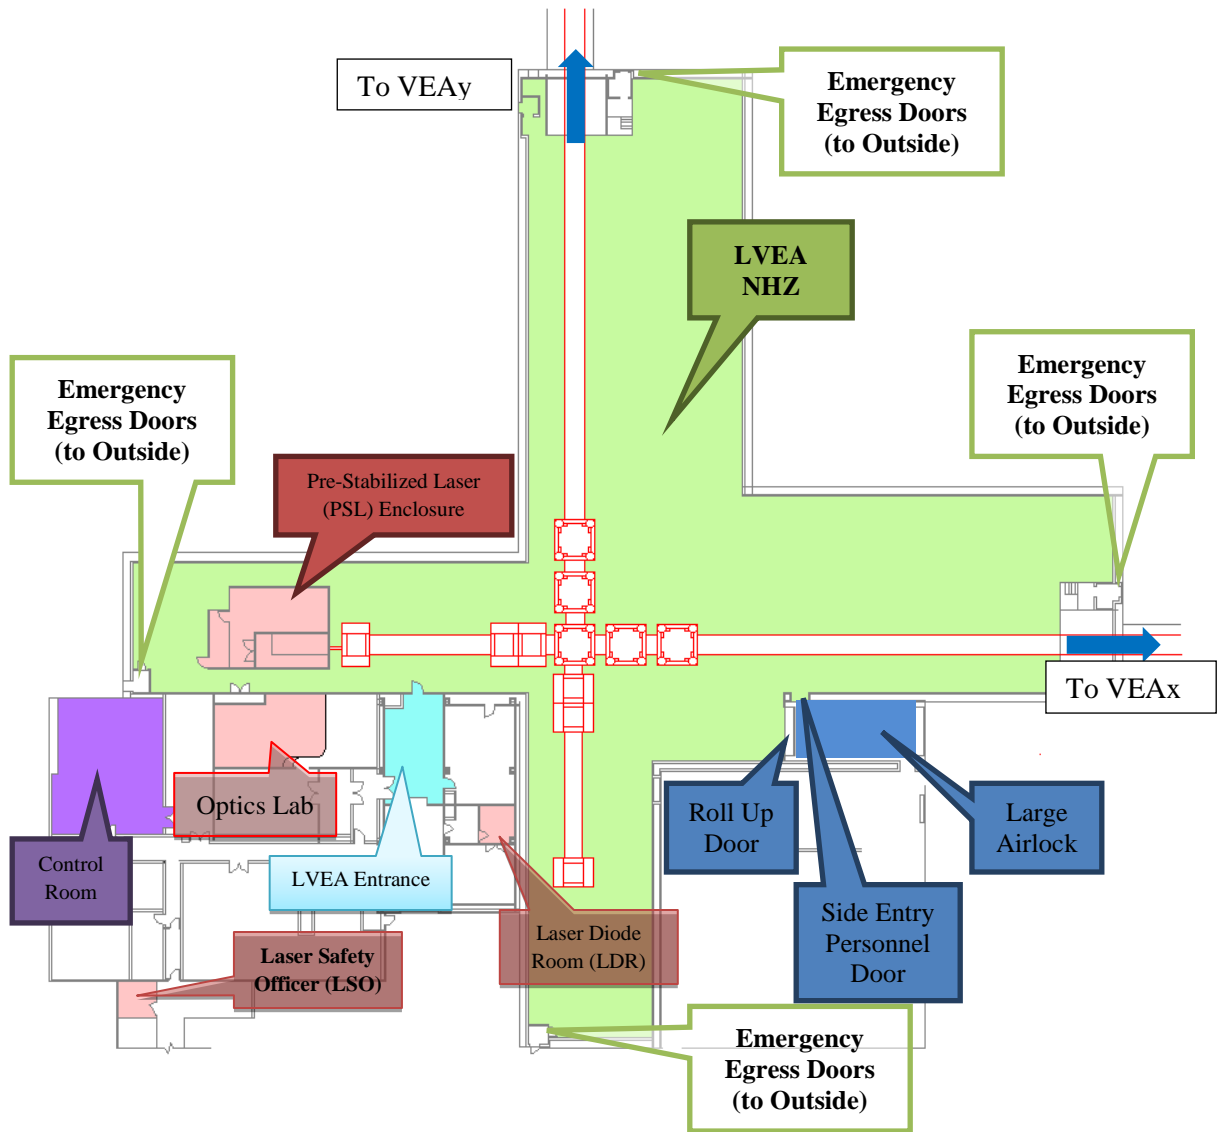 To VEAy
Emergency
Egress Doors
(to Outside)
LVEA
NHZ
Emergency
Egress Doors
(to Outside)
Emergency
Egress Doors
(to Outside)
Pre-Stabilized Laser
(PSL) Enclosure
To VEAx
Optics Lab
Roll Up
Door
Large
Airlock
Control
Room
LVEA Entrance
Side Entry
Personnel
Door
Laser Diode
Room (LDR)
Laser Safety
Officer (LSO)
Emergency
Egress Doors
(to Outside)